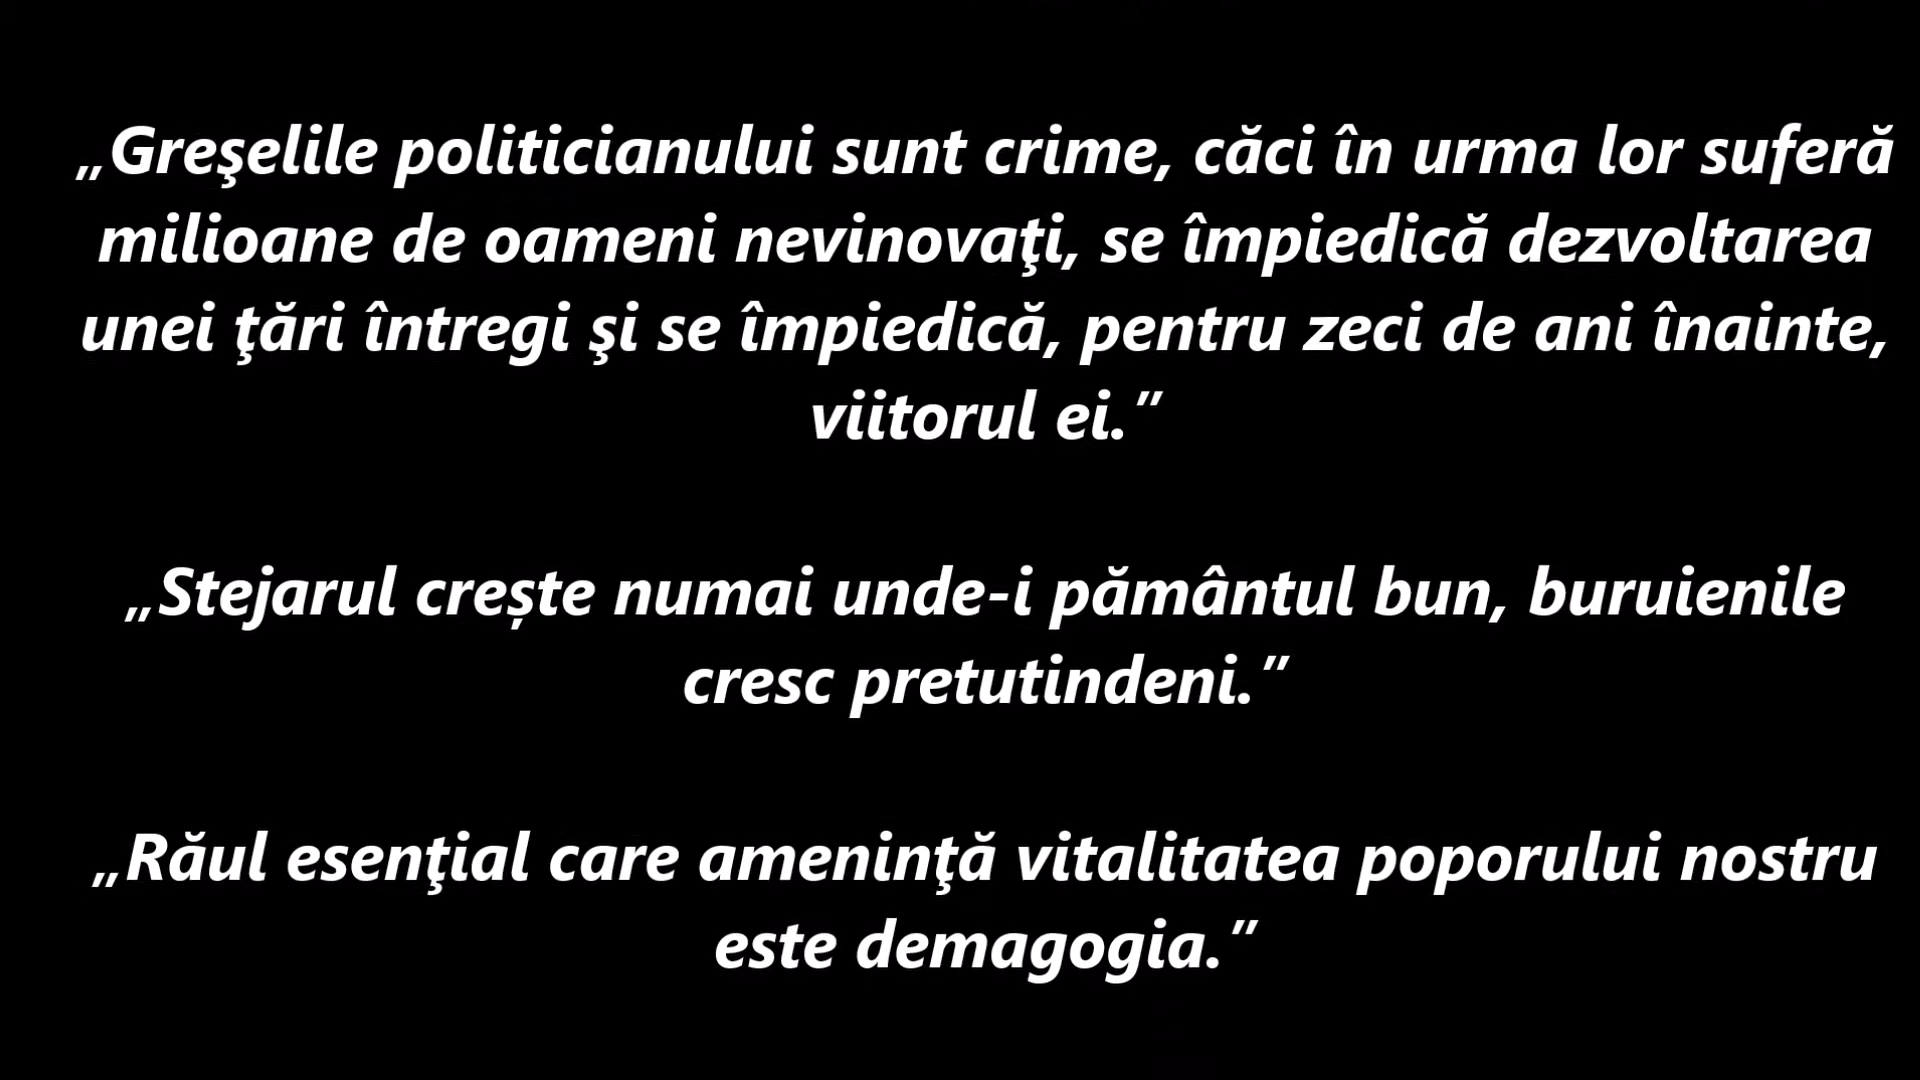 „Greşelile politicianului sunt crime, căci în urma lor suferă
milioane de oameni nevinovaţi, se împiedică dezvoltarea
unei ţări întregi şi se împiedică, pentru zeci de ani înainte,
viitorul ei.”
„Stejarul crește numai unde-i pământul bun, buruienile
cresc pretutindeni.”
„Răul esenţial care ameninţă vitalitatea poporului nostru
este demagogia.”